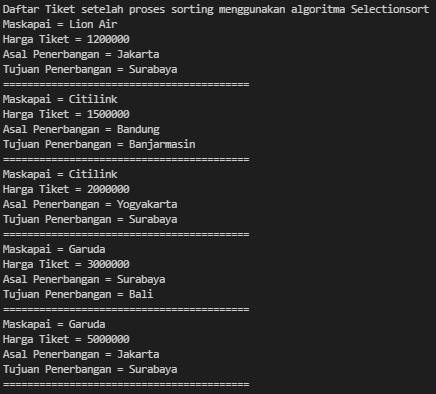 Daftar Tiket setelah proses sorting menggunakan algoritma Selectionsort
Maskapai = Lion Air
Harga Tiket = 1200000
Asal Penerbangan = Jakarta
Tujuan Penerbangan = Surabaya
=========================================
Maskapai = Citilink
Harga Tiket = 1500000
Asal Penerbangan = Bandung
Tujuan Penerbangan = Banjarmasin
=========================================
Maskapai = Citilink
Harga Tiket = 2000000
Asal Penerbangan = Yogyakarta
Tujuan Penerbangan = Surabaya
=========================================
Maskapai = Garuda
Harga Tiket = 3000000
Asal Penerbangan = Surabaya
Tujuan Penerbangan = Bali
=========================================
Maskapai = Garuda
Harga Tiket = 5000000
Asal Penerbangan = Jakarta
Tujuan Penerbangan = Surabaya
=========================================